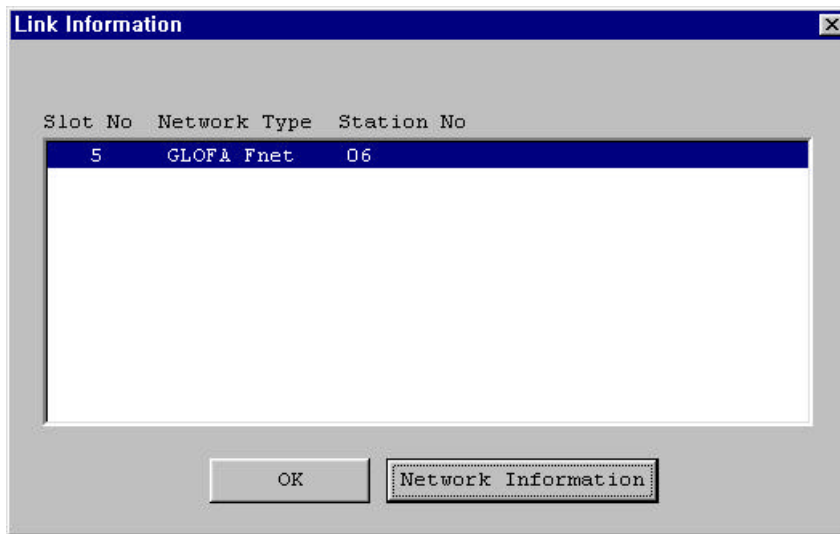 Link Information
Slot No Network Type Station No
5 GLOFA Fnet 06
OK Network Information